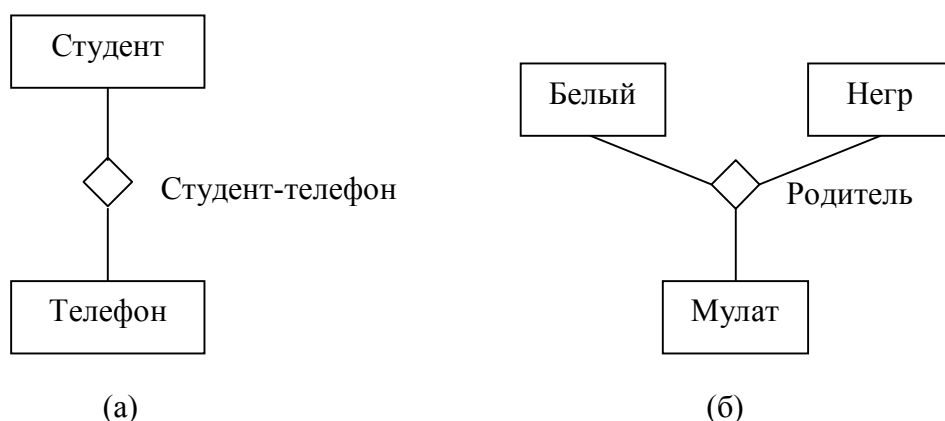 Студент
Студент-телефон
Телефон
(а)
Белый
Негр
Родитель
Мулат
(б)